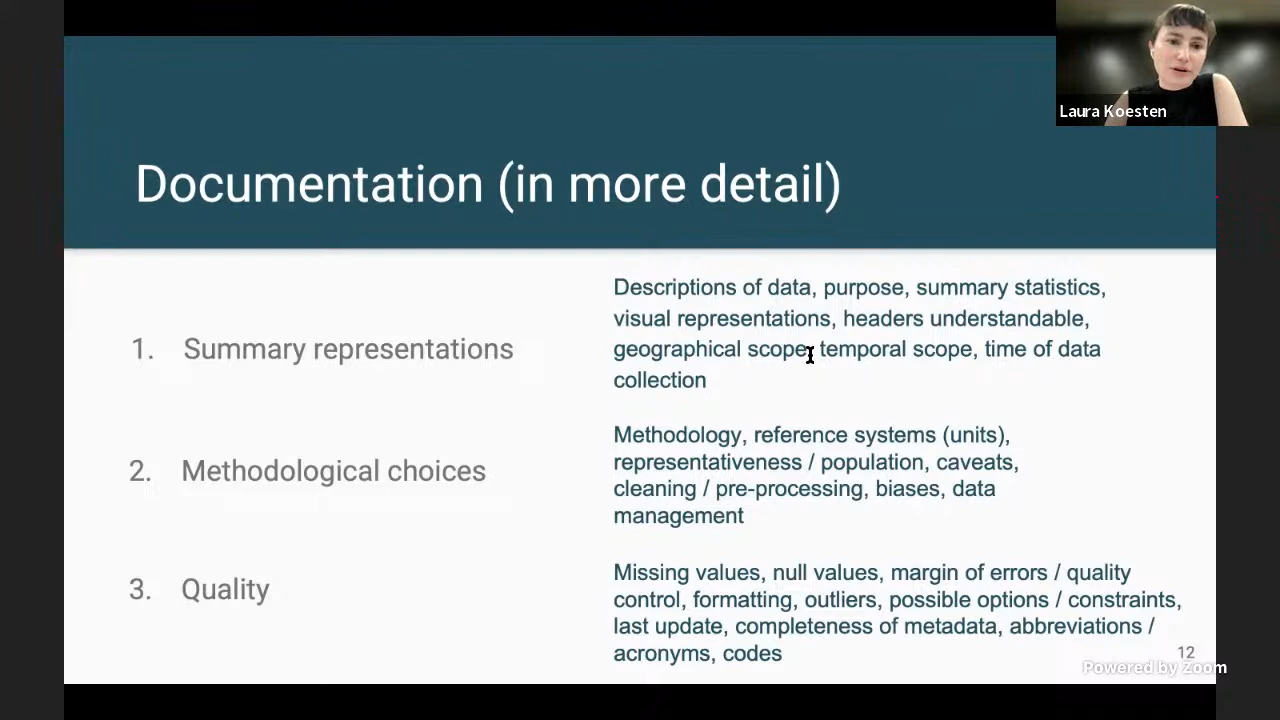 Laura Koesten
Documentation (in more detail)
1. Summary representations
Descriptions of data, purpose, summary statistics,
visual representations, headers understandable,
geographical scope, temporal scope, time of data
collection
2. Methodological choices
Methodology, reference systems (units),
representativeness / population, caveats,
cleaning / pre-processing, biases, data
management
3. Quality
Missing values, null values, margin of errors / quality
control, formatting, outliers, possible options / constraints,
last update, completeness of metadata, abbreviations /
acronyms, codes
12
Powered by Zoom